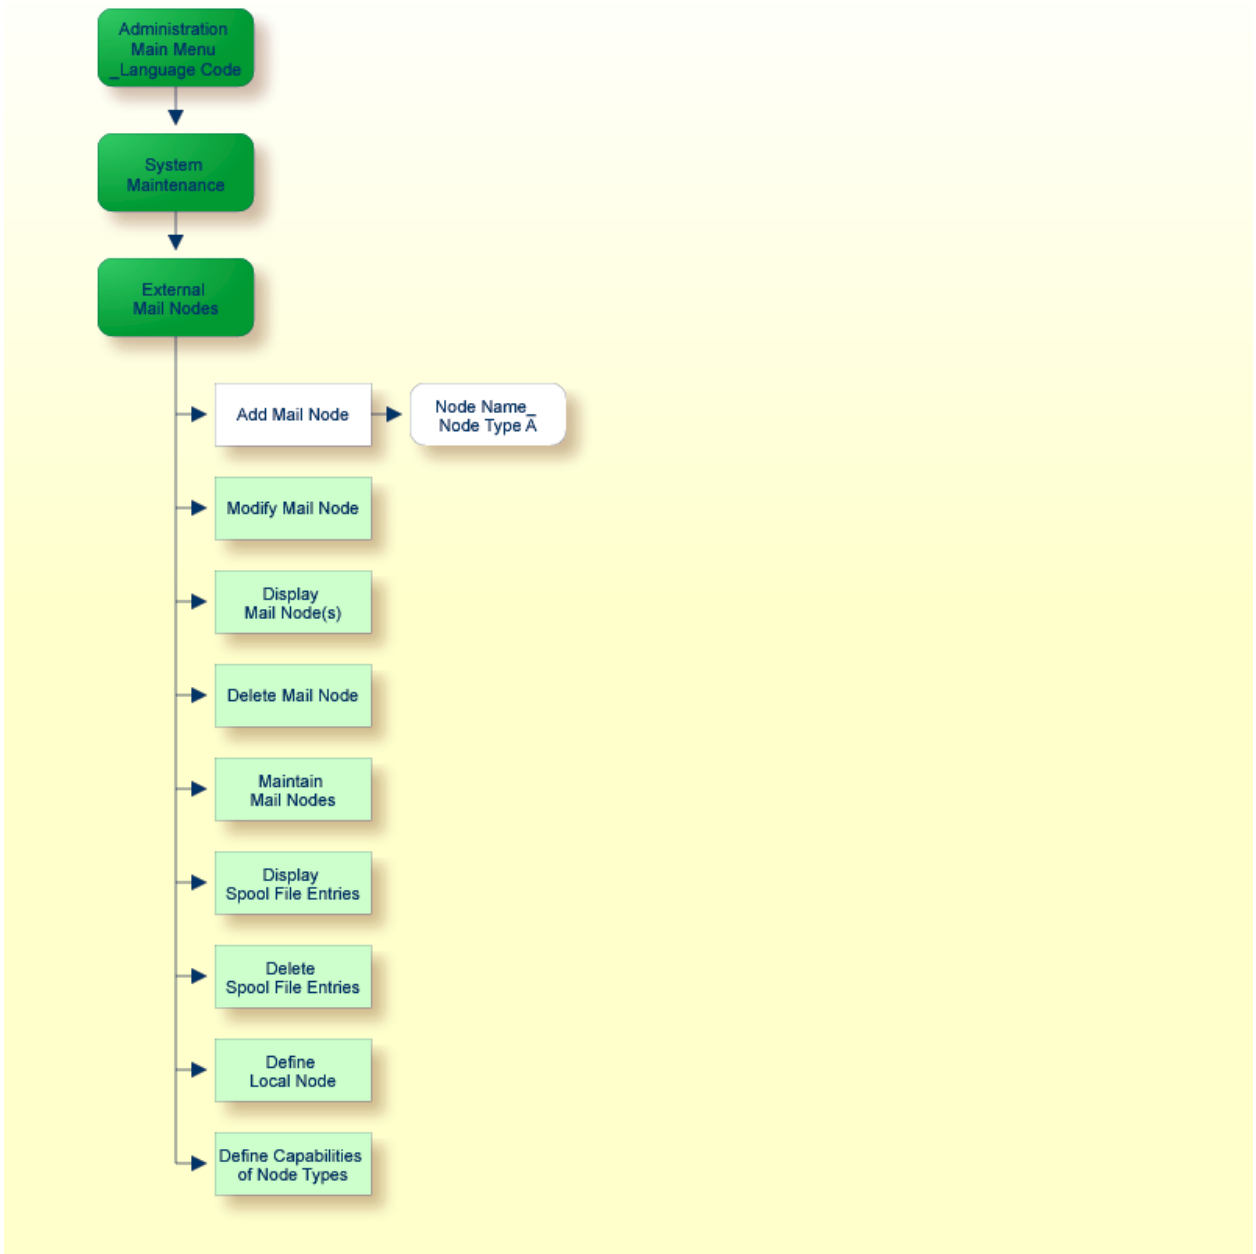 Administration
Main Menu
_Language Code
System
Maintenance
External
Mail Nodes
Add Mail Node
Node Name_
Node Type A
Modify Mail Node
Display
Mail Node(s)
Delete Mail Node
Maintain
Mail Nodes
Display
Spool File Entries
Delete
Spool File Entries
Define
Local Node
Define Capabilities
of Node Types